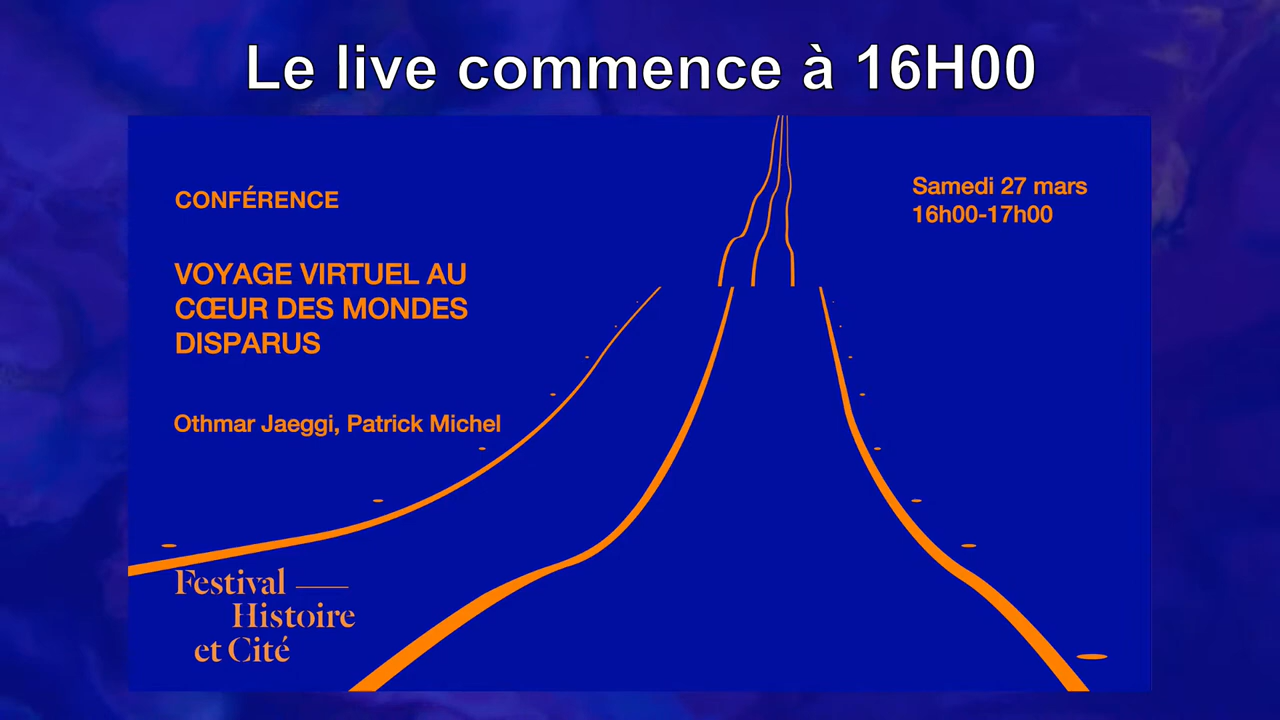 Le live commence à 16H00
CONFÉRENCE
Samedi 27 mars
16h00-17h00
VOYAGE VIRTUEL AU
CŒUR DES MONDES
DISPARUS
Othmar Jaeggi, Patrick Michel
Festival
Histoire
et Cité